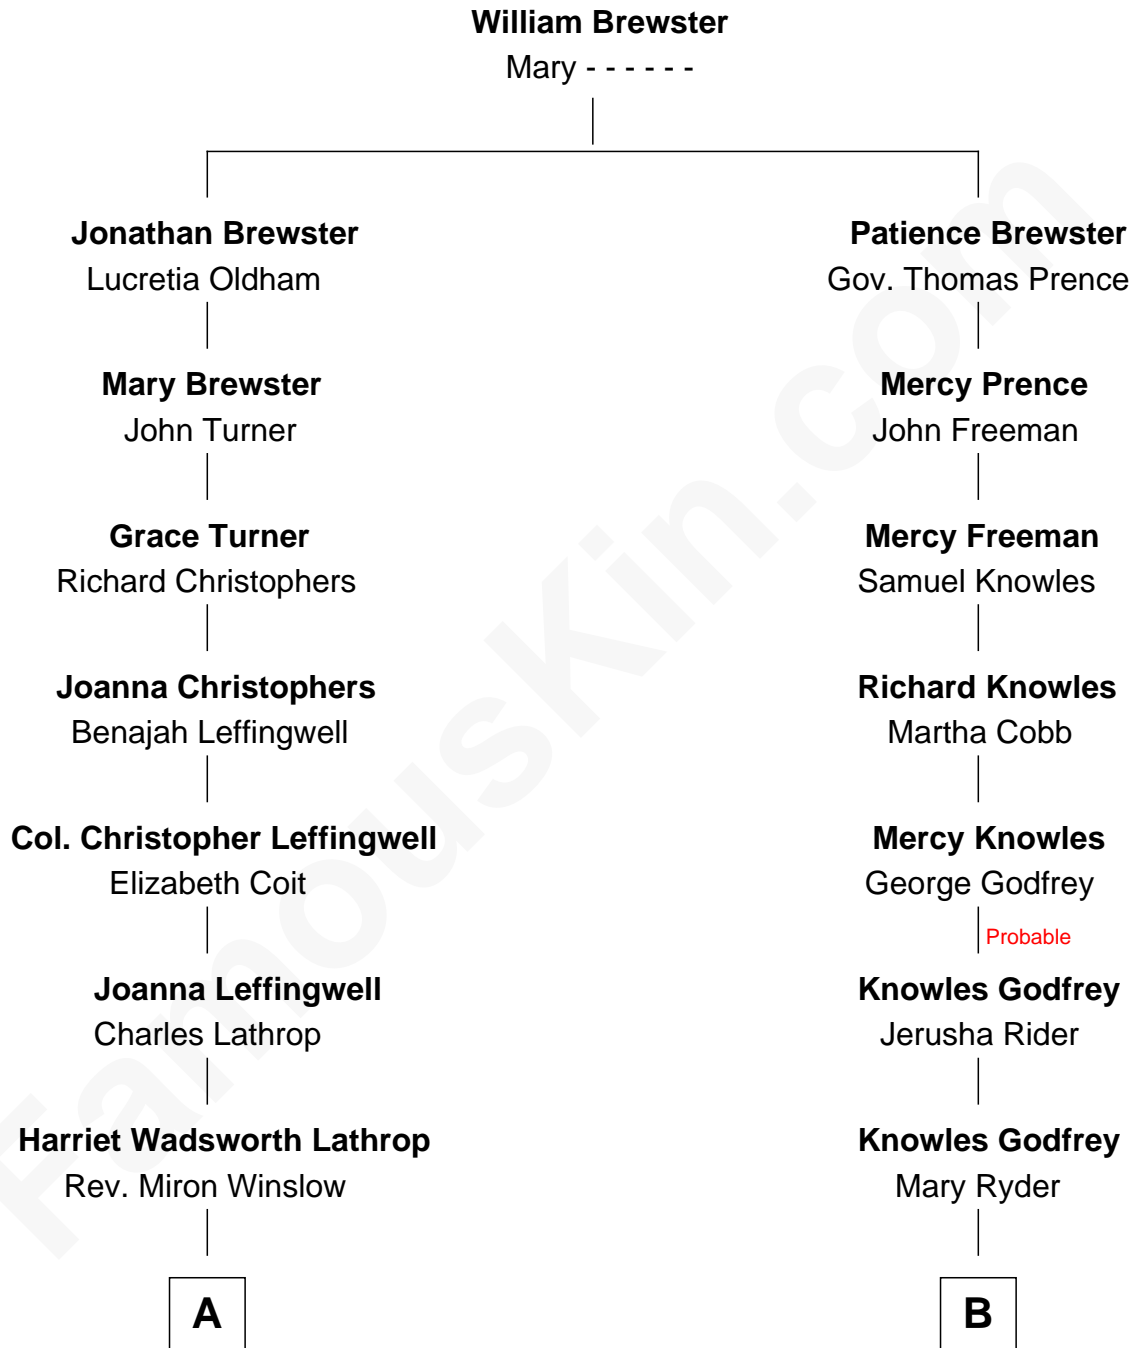 William Brewster
Mary - - - - - -
Jonathan Brewster
Lucretia Oldham
Patience Brewster
Gov. Thomas Prence
Mary Brewster
John Turner
Mercy Prence
John Freeman
Grace Turner
Richard Christophers
Mercy Freeman
Samuel Knowles
Joanna Christophers
Benajah Leffingwell
Richard Knowles
Martha Cobb
Col. Christopher Leffingwell
Elizabeth Coit
Mercy Knowles
George Godfrey
Probable
Joanna Leffingwell
Charles Lathrop
Knowles Godfrey
Jerusha Rider
Harriet Wadsworth Lathrop
Rev. Miron Winslow
Knowles Godfrey
Mary Ryder
A
B
FamousKin.com